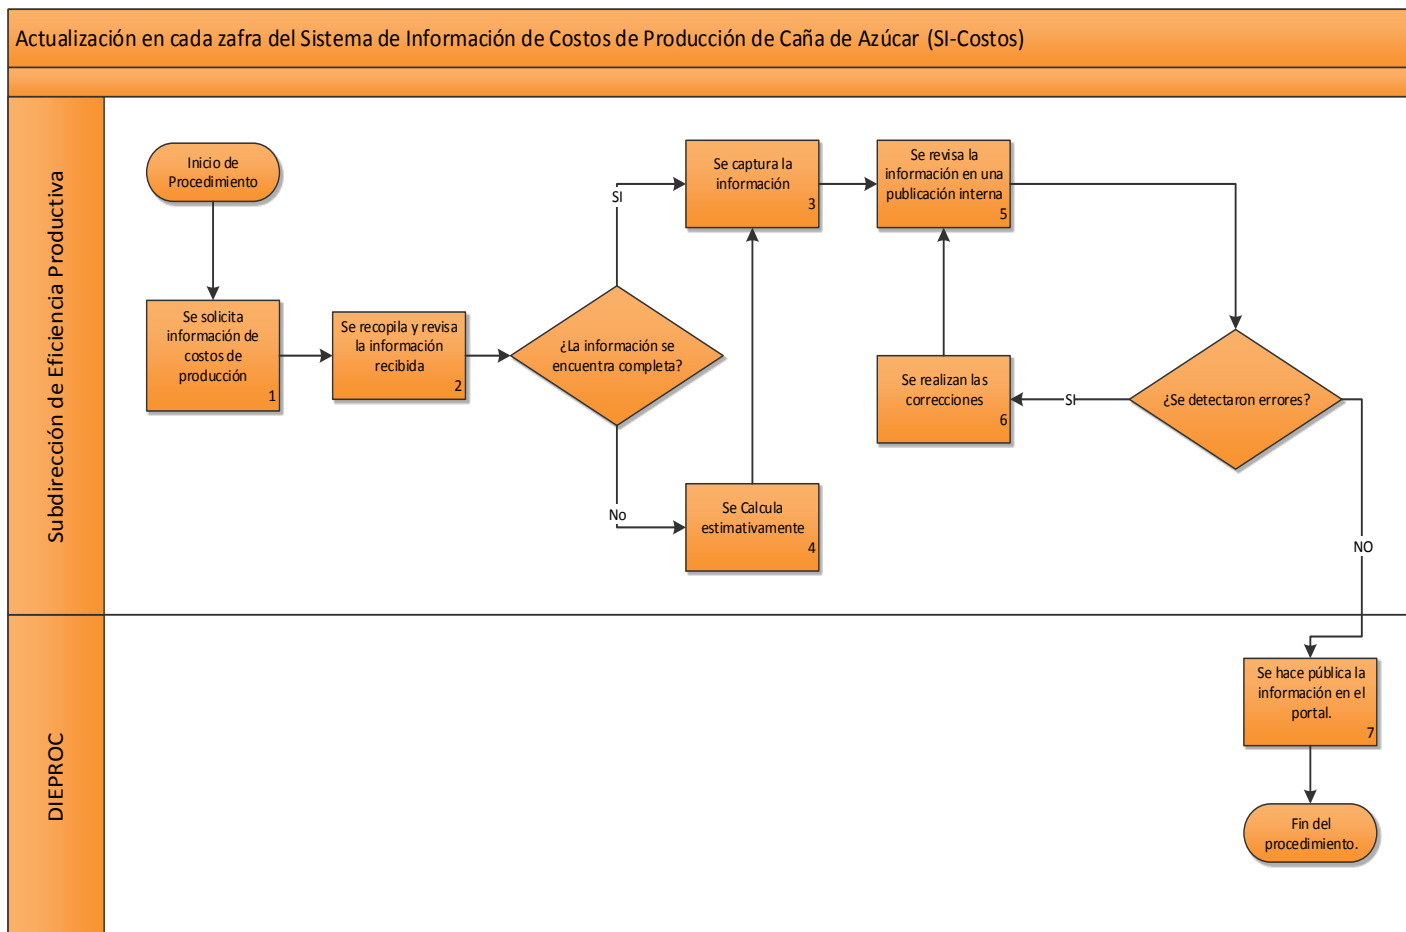 Actualización en cada zafra del Sistema de Información de Costos de Producción de Caña de Azúcar (SI-Costos)
Subdirección de Eficiencia Productiva
Inicio de
Procedimiento
Se solicita
información de
costos de
producción
1
Se recopila y revisa
la información
recibida
2
¿La información se
encuentra completa?
SI
No
Se captura la
información
3
Se Calcula
estimativamente
4
Se revisa la
información en una
publicación interna
5
Se realizan las
correcciones
6
SI
¿Se detectaron errores?
NO
DIEPROC
Se hace pública la
información en el
portal.
7
Fin del
procedimiento.